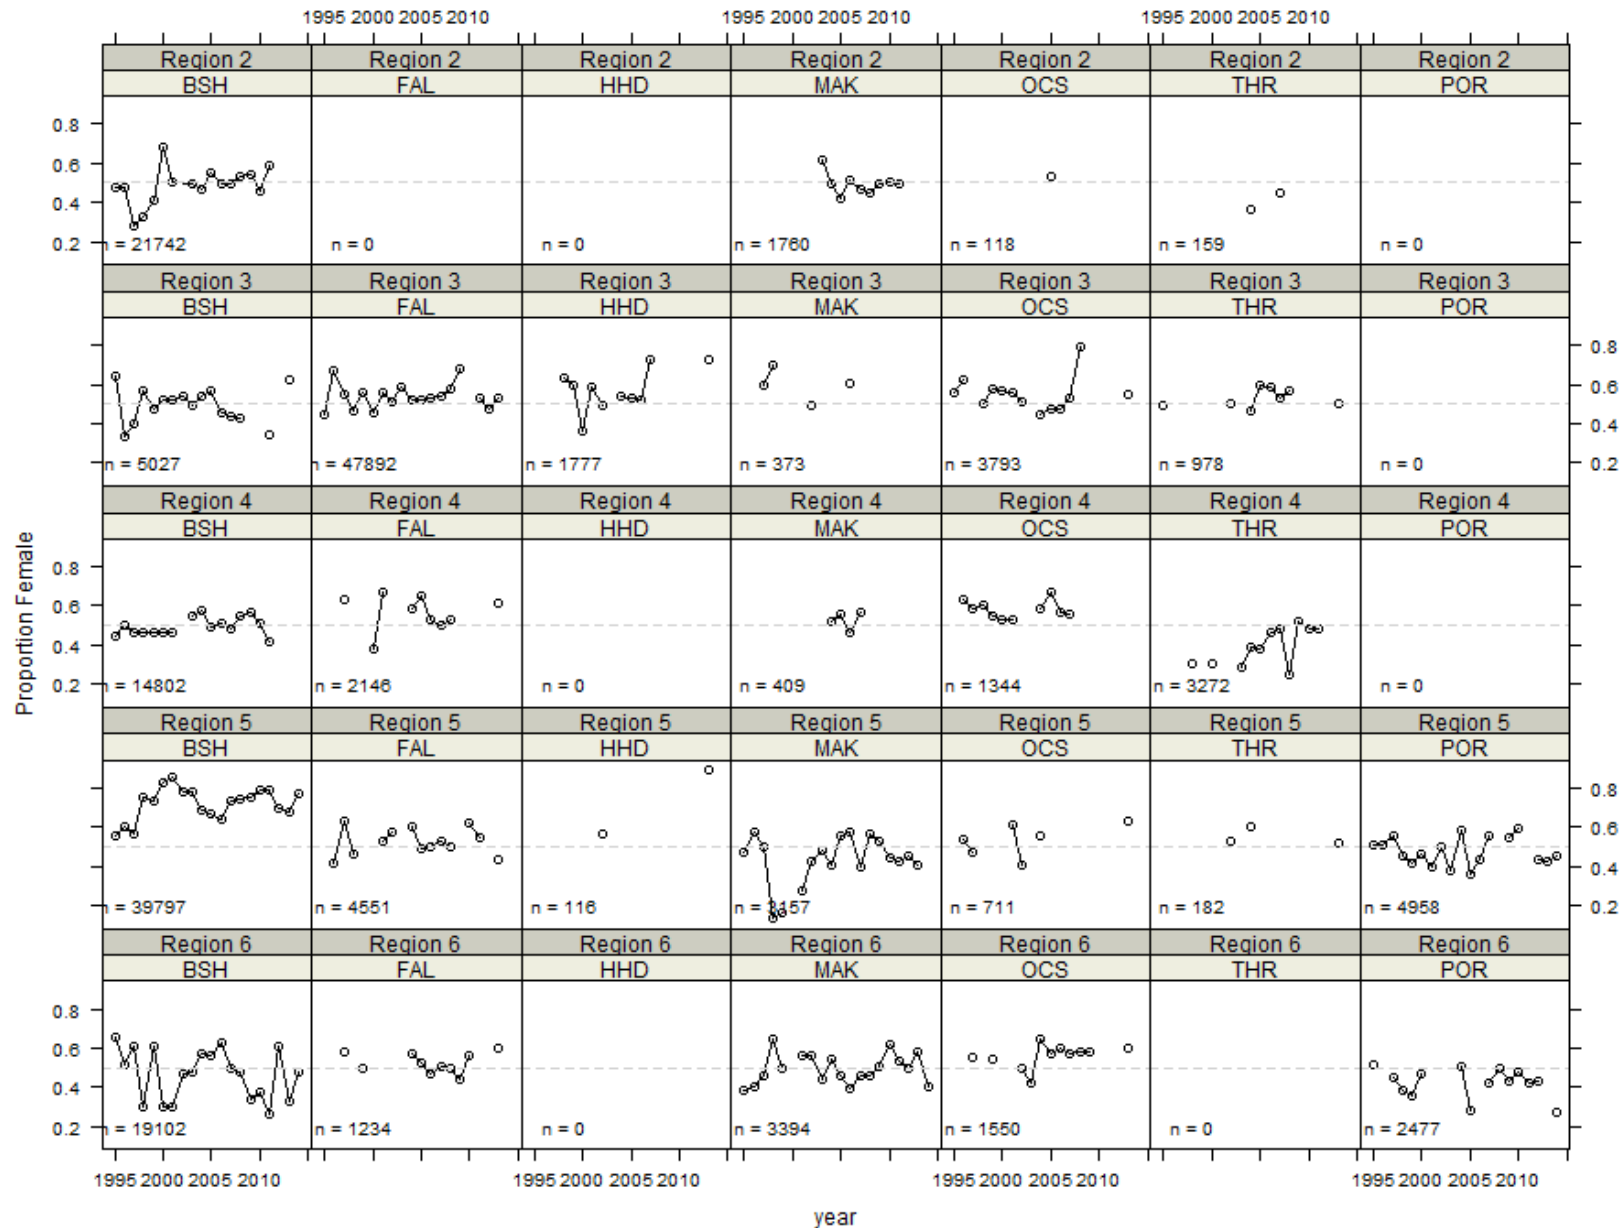 1995 2000 2005 2010 1995 2000 2005 2010 1995 2000 2005 2010
Region 2 Region 2 Region 2 Region 2 Region 2 Region 2 Region 2
BSH FAL HHD MAK OCS THR POR
0.8
0.6
0.4
0.2
n = 21742 n = 0 n = 0 n = 1760 n = 118 n = 159 n = 0
Region 3 Region 3 Region 3 Region 3 Region 3 Region 3 Region 3
BSH FAL HHD MAK OCS THR POR
0.8
0.6
0.4
0.2
n = 5027 n = 47892 n = 1777 n = 373 n = 3793 n = 978 n = 0
Region 4 Region 4 Region 4 Region 4 Region 4 Region 4 Region 4
BSH FAL HHD MAK OCS THR POR
0.8
0.6
0.4
0.2
n = 14802 n = 2146 n = 0 n = 409 n = 1344 n = 3272 n = 0
Proportion Female
Region 5 Region 5 Region 5 Region 5 Region 5 Region 5 Region 5
BSH FAL HHD MAK OCS THR POR
0.8
0.6
0.4
0.2
n = 39797 n = 4551 n = 116 n = 3157 n = 711 n = 182 n = 4958
Region 6 Region 6 Region 6 Region 6 Region 6 Region 6 Region 6
BSH FAL HHD MAK OCS THR POR
0.8
0.6
0.4
0.2
n = 19102 n = 1234 n = 0 n = 3394 n = 1550 n = 0 n = 2477
1995 2000 2005 2010 1995 2000 2005 2010 1995 2000 2005 2010 1995 2000 2005 2010
year